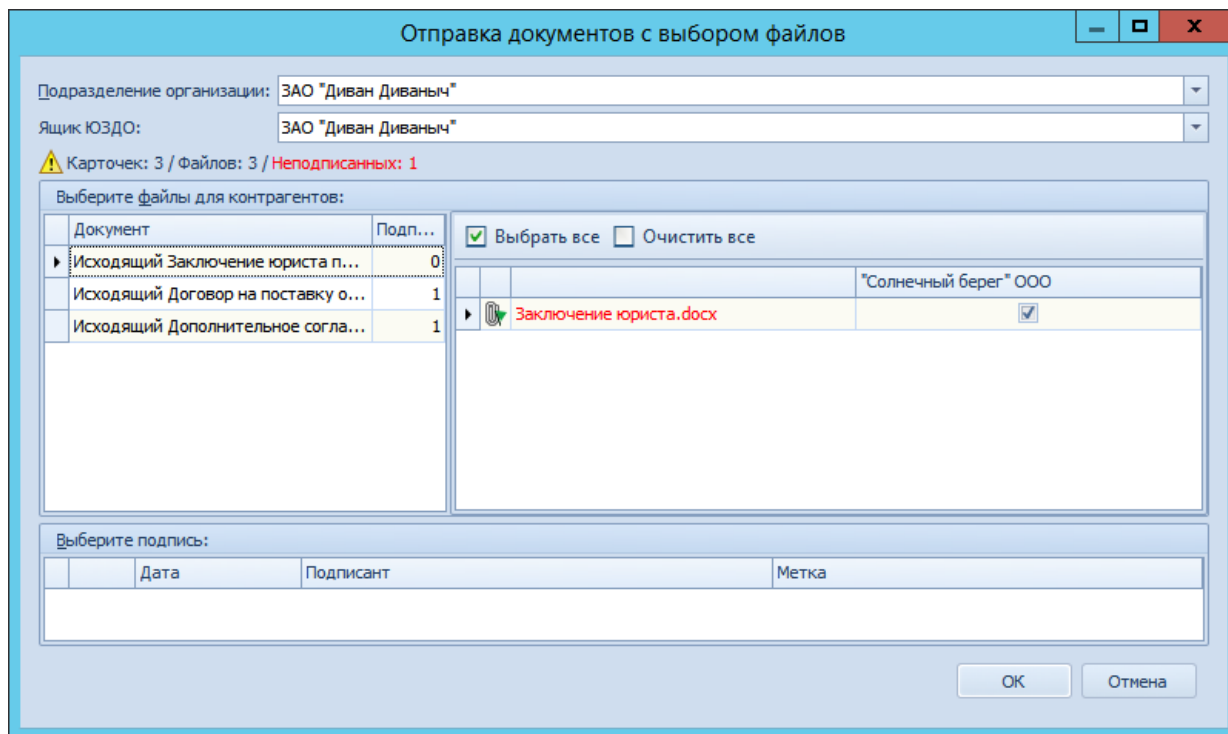 Отправка документов с выбором файлов
Подразделение организации: ЗАО "Диван Диваныч"
Ящик ЮЗДО: ЗАО "Диван Диваныч"
Карточек: 3 / Файлов: 3 / Неподписанных: 1
Выберите файлы для контрагентов:
Документ Подп...
Исходящий Заключение юриста п... 0
Исходящий Договор на поставку о... 1
Исходящий Дополнительное согла... 1
Выбрать все Очистить все
"Солнечный берег" ООО
Заключение юриста.docx
Выберите подпись:
Дата Подписант Метка
OK Отмена